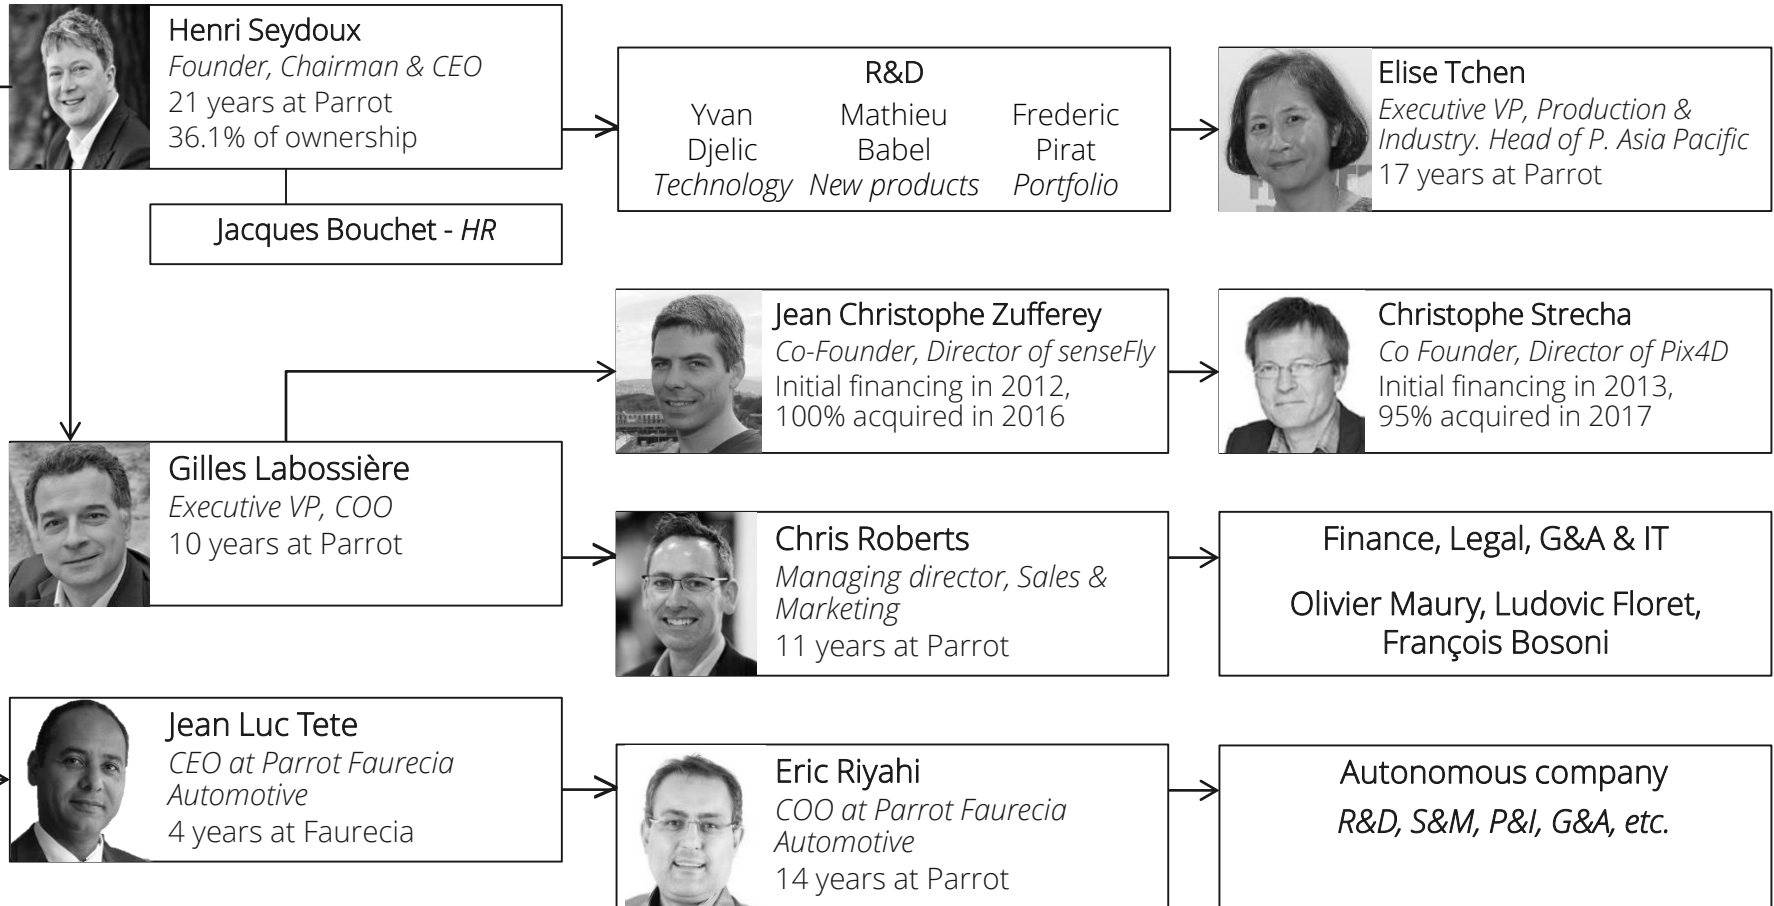 Henri Seydoux
Founder, Chairman & CEO
21 years at Parrot
36.1% of ownership
Jacques Bouchet - HR
R&D
Yvan
Djelic
Technology
Mathieu
Babel
New products
Frederic
Pirat
Portfolio
Elise Tchen
Executive VP, Production &
Industry. Head of P. Asia Pacific
17 years at Parrot
Jean Christophe Zufferey
Co-Founder, Director of senseFly
Initial financing in 2012,
100% acquired in 2016
Christophe Strecha
Co Founder, Director of Pix4D
Initial financing in 2013,
95% acquired in 2017
Gilles Labossière
Executive VP, COO
10 years at Parrot
Chris Roberts
Managing director, Sales &
Marketing
11 years at Parrot
Finance, Legal, G&A & IT
Olivier Maury, Ludovic Floret,
François Bosoni
Jean Luc Tete
CEO at Parrot Faurecia
Automotive
4 years at Faurecia
Eric Riyahi
COO at Parrot Faurecia
Automotive
14 years at Parrot
Autonomous company
R&D, S&M, P&I, G&A, etc.